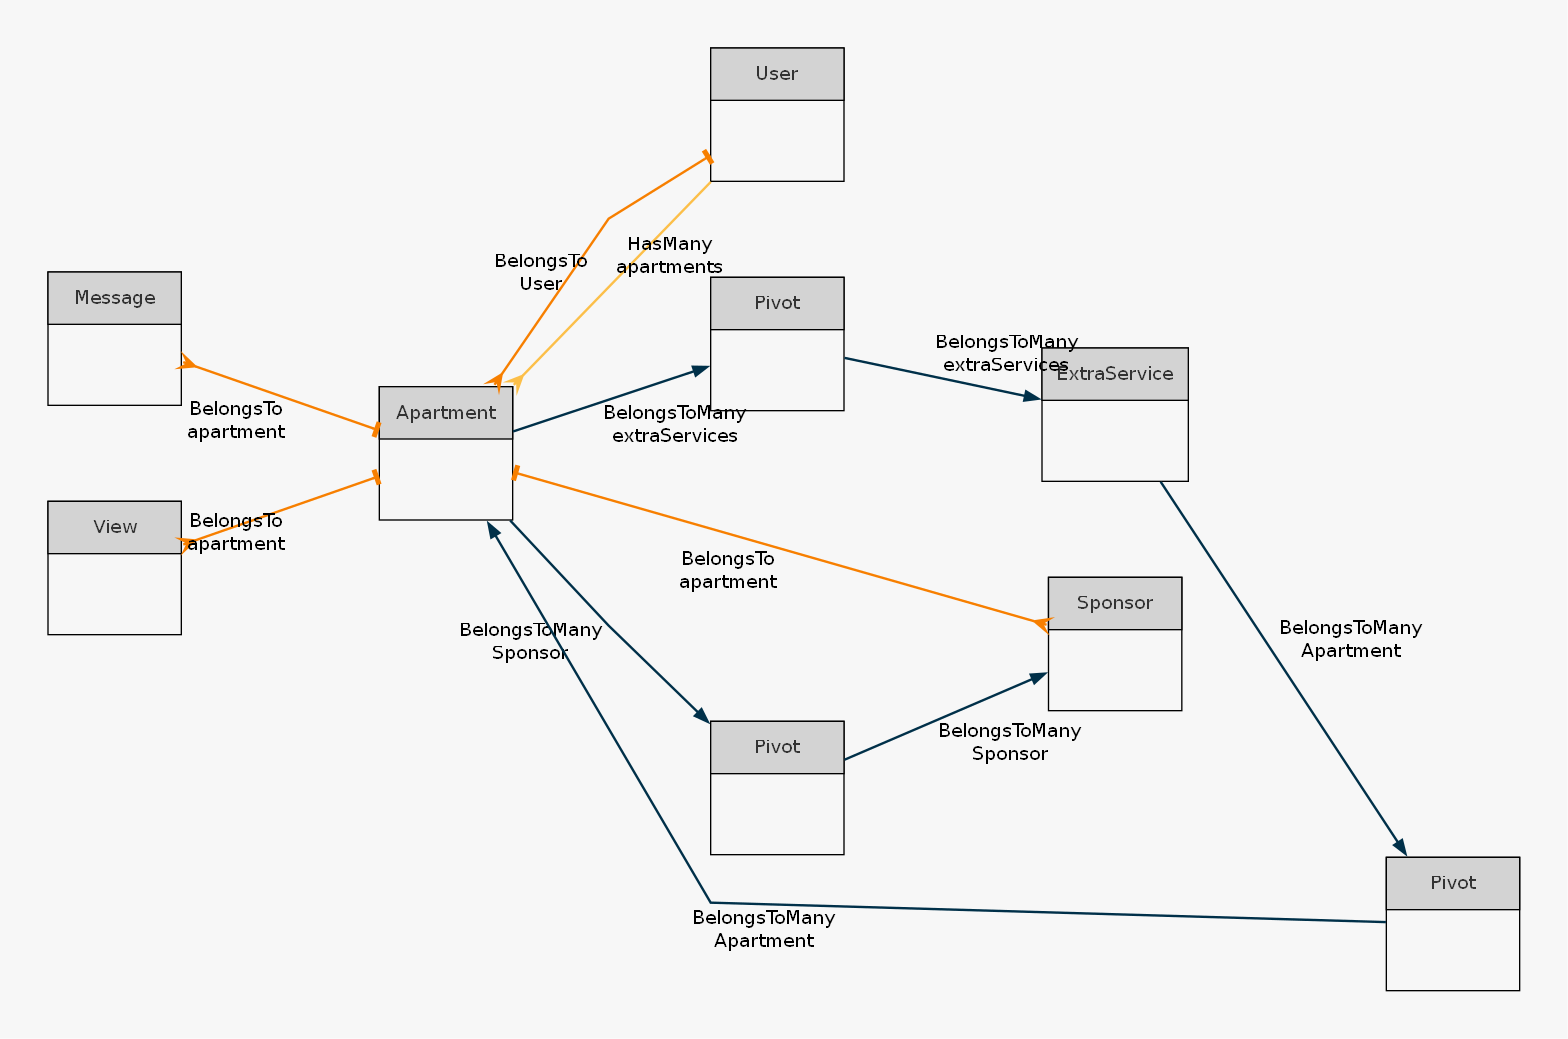 User
BelongsTo
User
HasMany
apartments
Message
Pivot
BelongsToMany
extraServices
ExtraService
BelongsTo
apartment
Apartment
BelongsToMany
extraServices
View
BelongsTo
apartment
BelongsTo
apartment
Sponsor
BelongsToMany
Sponsor
BelongsToMany
Apartment
Pivot
BelongsToMany
Sponsor
Pivot
BelongsToMany
Apartment